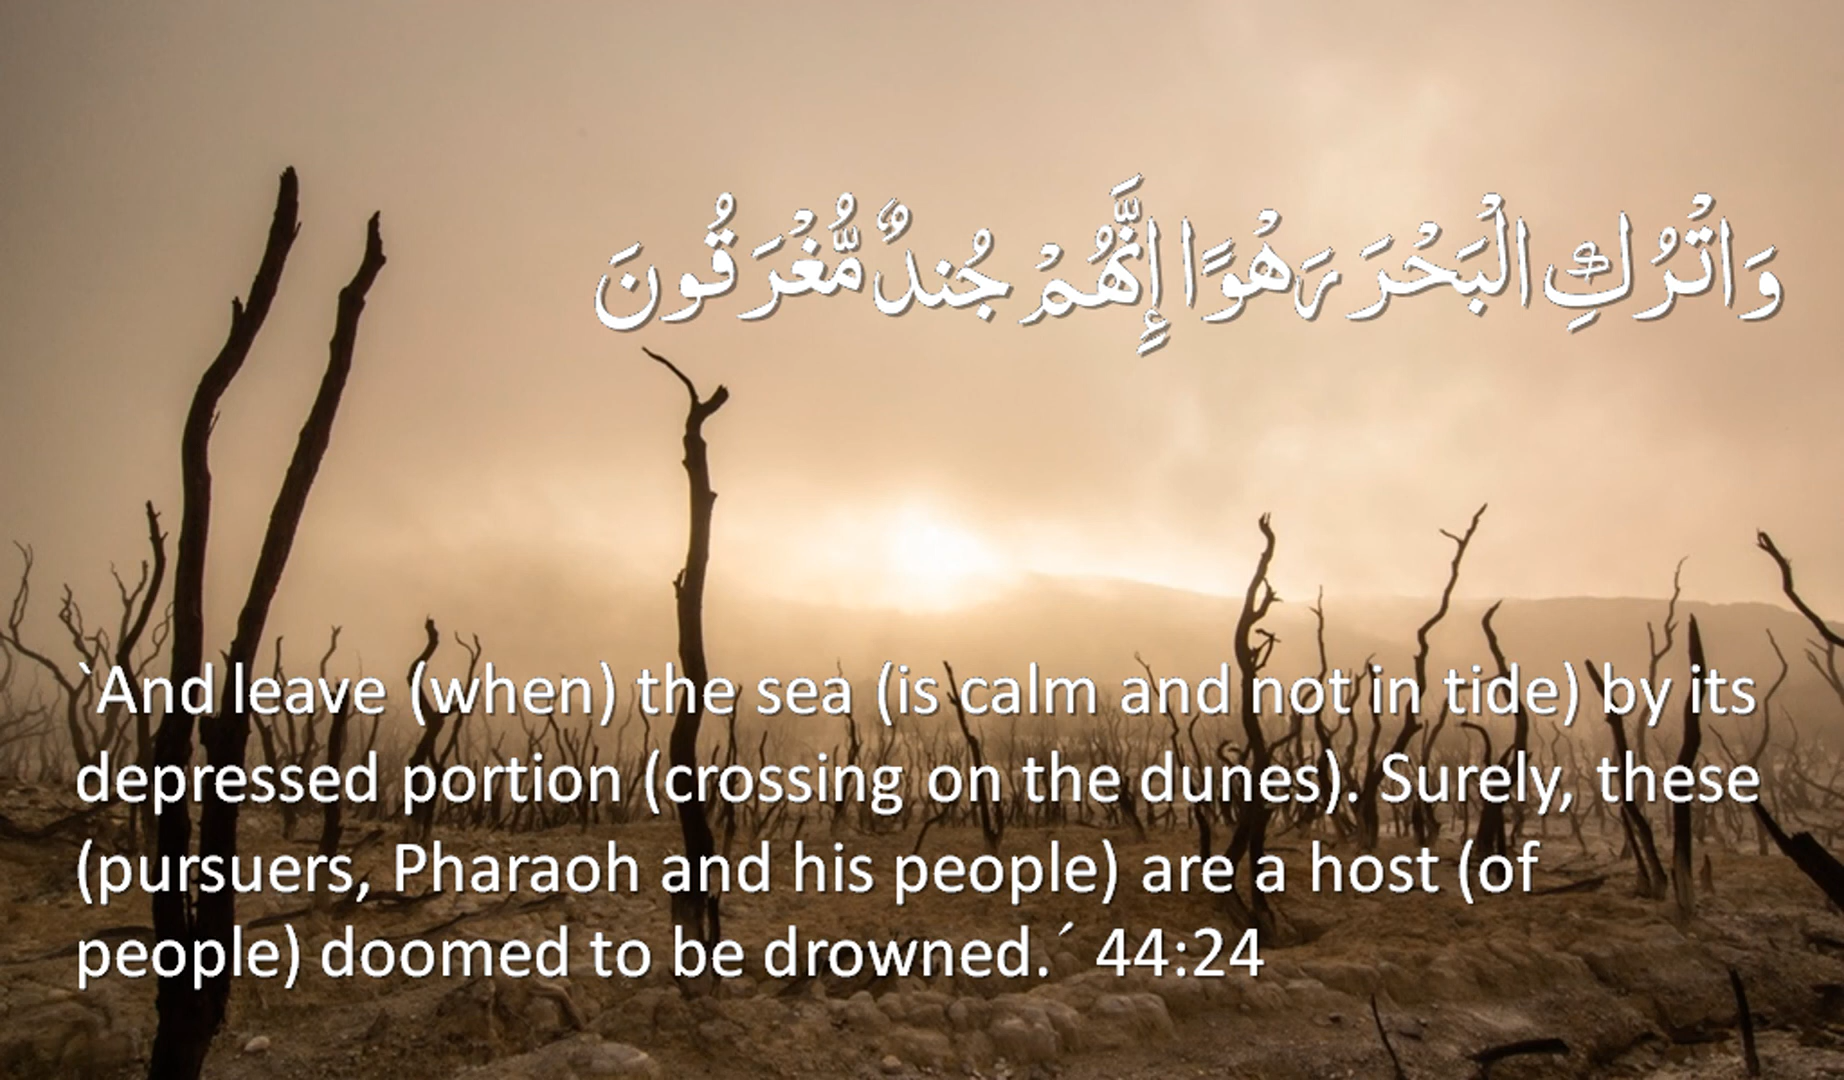 وَاتْرُكِ الْبَحْرَ رَهْوًا إِنَّهُمْ جُندٌ مُّغْرَقُونَ
`And leave (when) the sea (is calm and not in tide) by its
depressed portion (crossing on the dunes). Surely, these
(pursuers, Pharaoh and his people) are a host (of
people) doomed to be drowned.´ 44:24